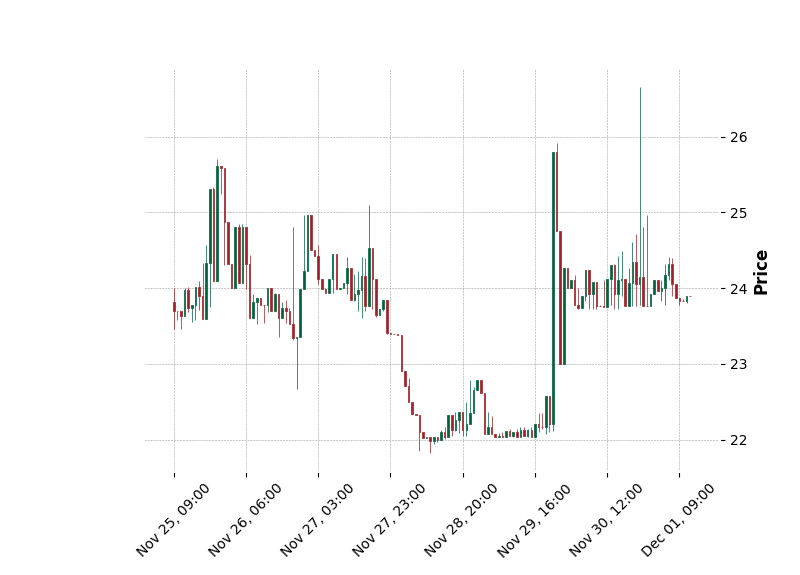 26
25
24
23
22
Price
Nov 25, 09:00
Nov 26, 06:00
Nov 27, 03:00
Nov 27, 23:00
Nov 28, 20:00
Nov 29, 16:00
Nov 30, 12:00
Dec 01, 09:00